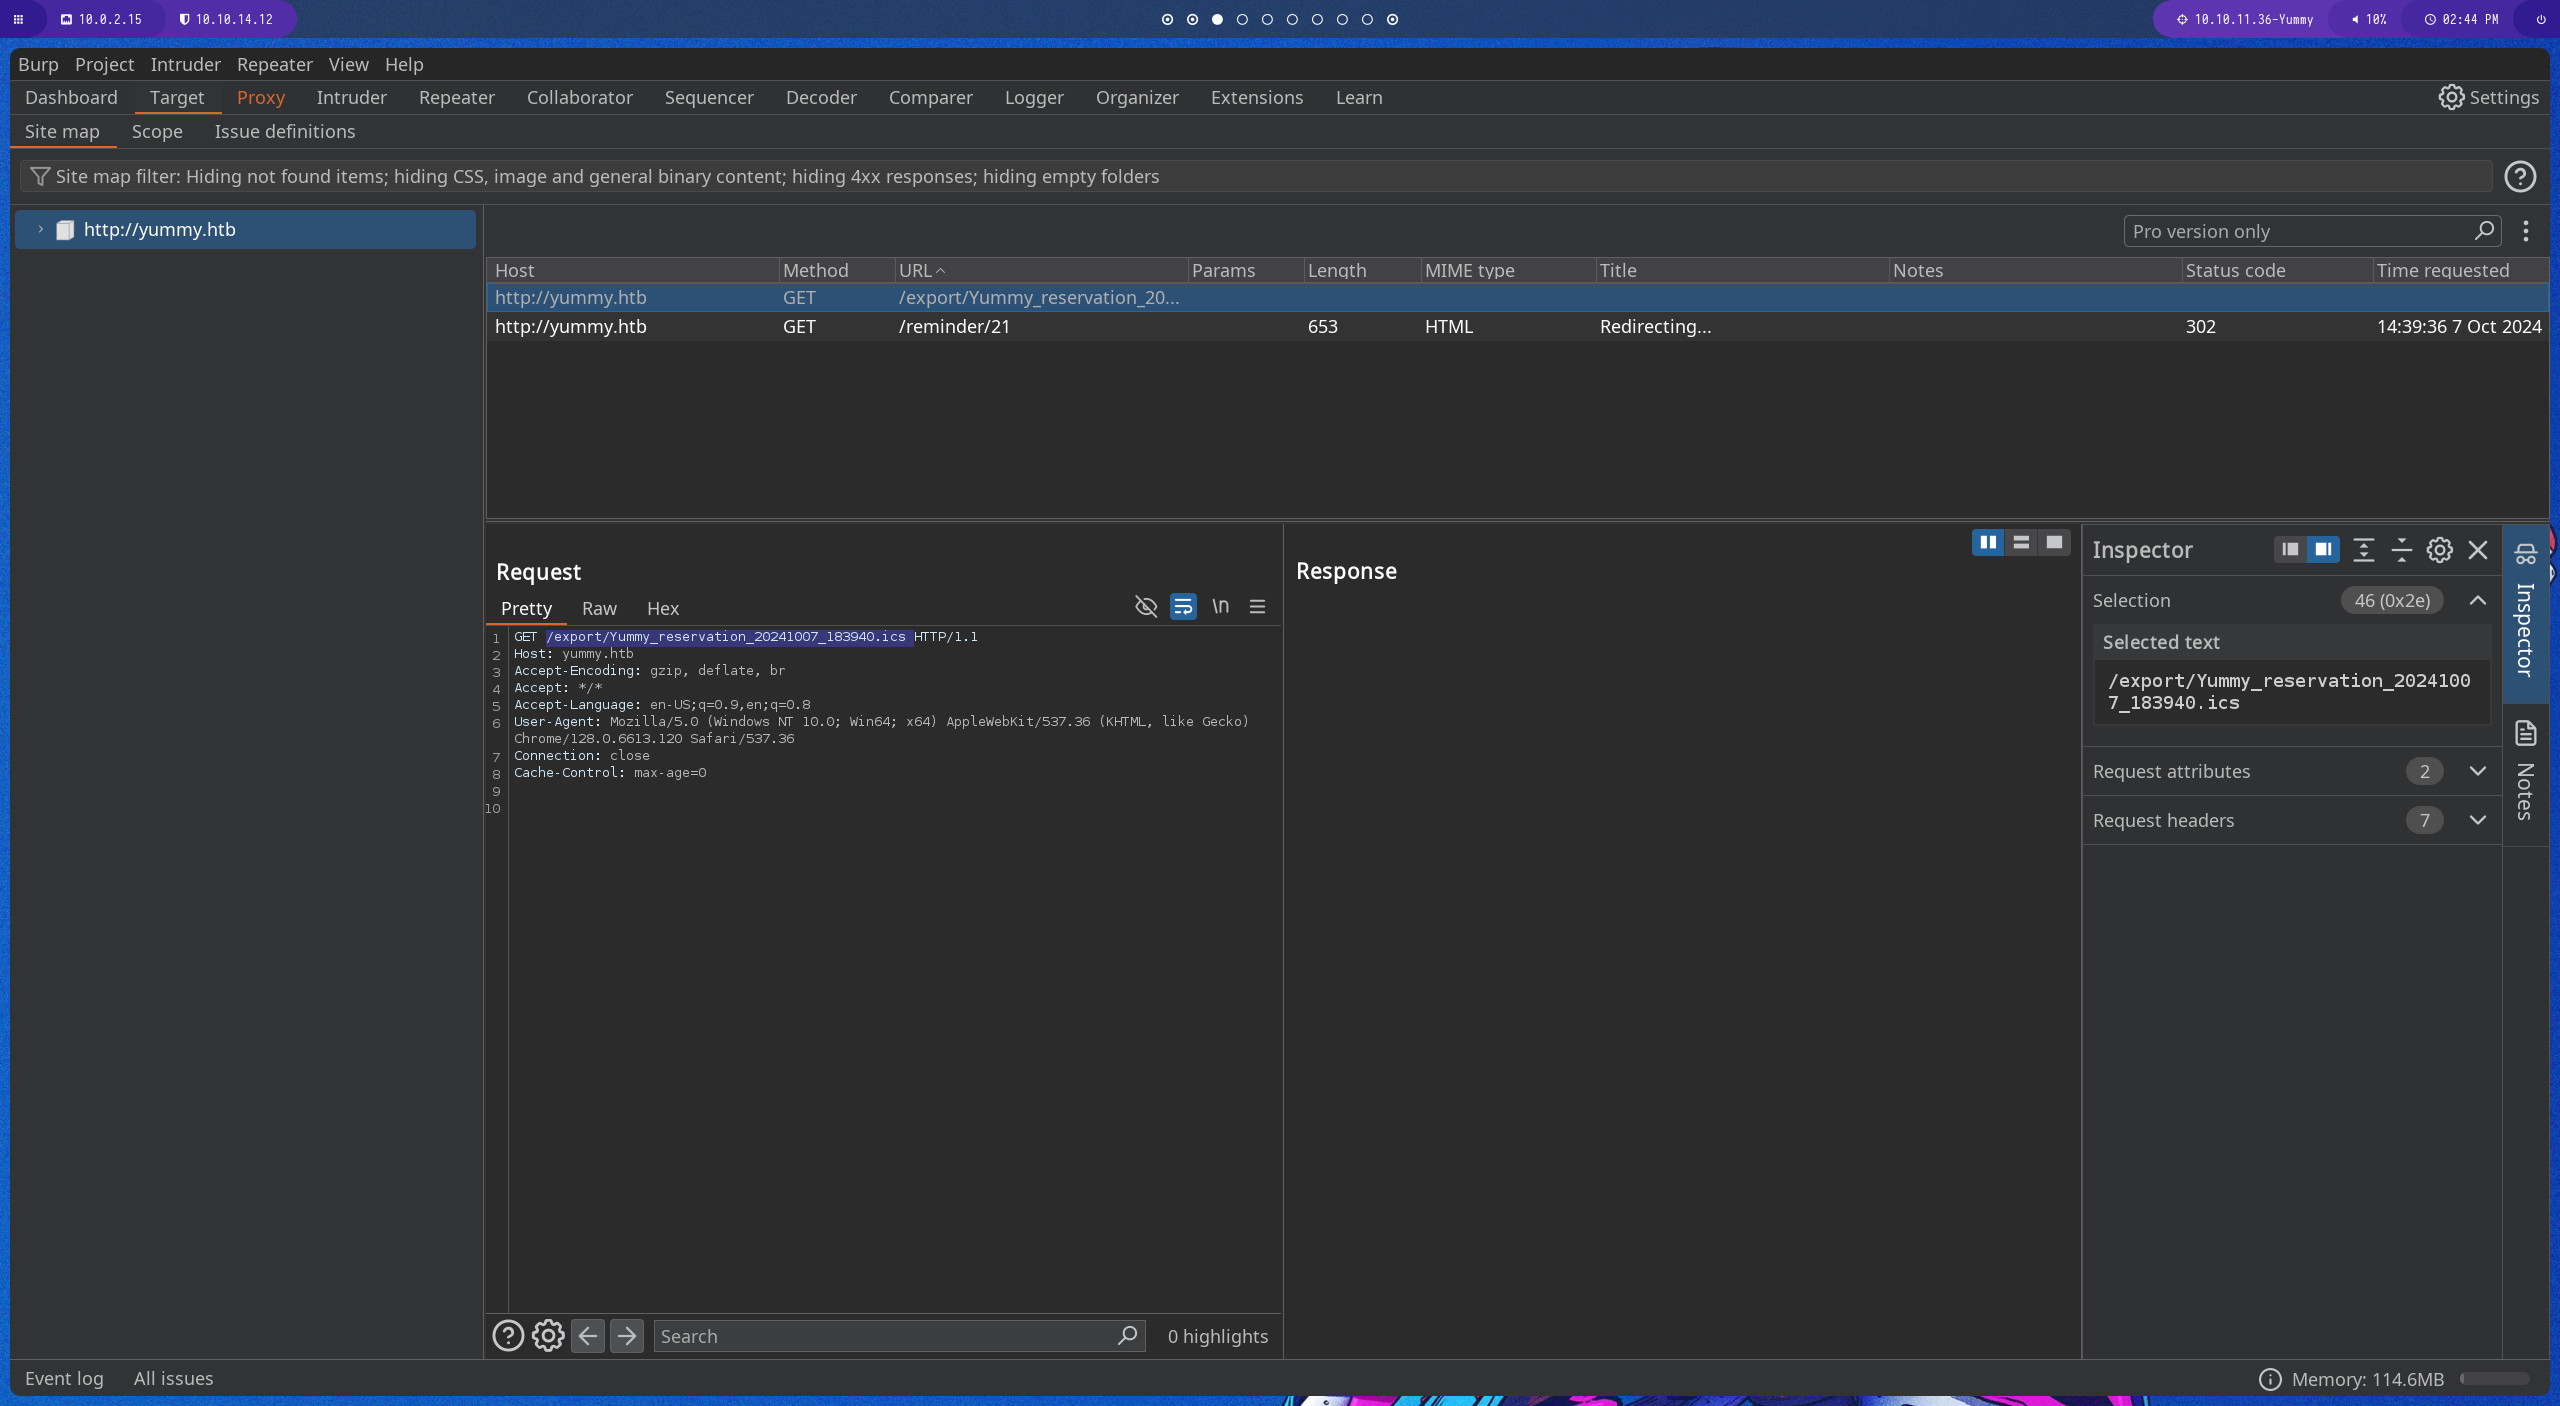 10.0.2.15 10.10.14.12 10.10.11.36-Yummy 10% 02:44 PM
Burp Project Intruder Repeater View Help
Dashboard Target Proxy Intruder Repeater Collaborator Sequencer Decoder Comparer Logger Organizer Extensions Learn Settings
Site map Scope Issue definitions
Site map filter: Hiding not found items; hiding CSS, image and general binary content; hiding 4xx responses; hiding empty folders
http://yummy.htb
Pro version only
Host Method URL Params Length MIME type Title Notes Status code Time requested
http://yummy.htb GET /export/Yummy_reservation_20...
http://yummy.htb GET /reminder/21 653 HTML Redirecting... 302 14:39:36 7 Oct 2024
Request
Pretty Raw Hex \n
1 GET /export/Yummy_reservation_20241007_183940.ics HTTP/1.1
2 Host: yummy.htb
3 Accept-Encoding: gzip, deflate, br
4 Accept: */*
5 Accept-Language: en-US;q=0.9,en;q=0.8
6 User-Agent: Mozilla/5.0 (Windows NT 10.0; Win64; x64) AppleWebKit/537.36 (KHTML, like Gecko)
Chrome/128.0.6613.120 Safari/537.36
7 Connection: close
8 Cache-Control: max-age=0
9
10
Search 0 highlights
Response
Inspector
Selection 46 (0x2e)
Selected text
/export/Yummy_reservation_2024100
7_183940.ics
Request attributes 2
Request headers 7
Inspector
Notes
Event log All issues Memory: 114.6MB